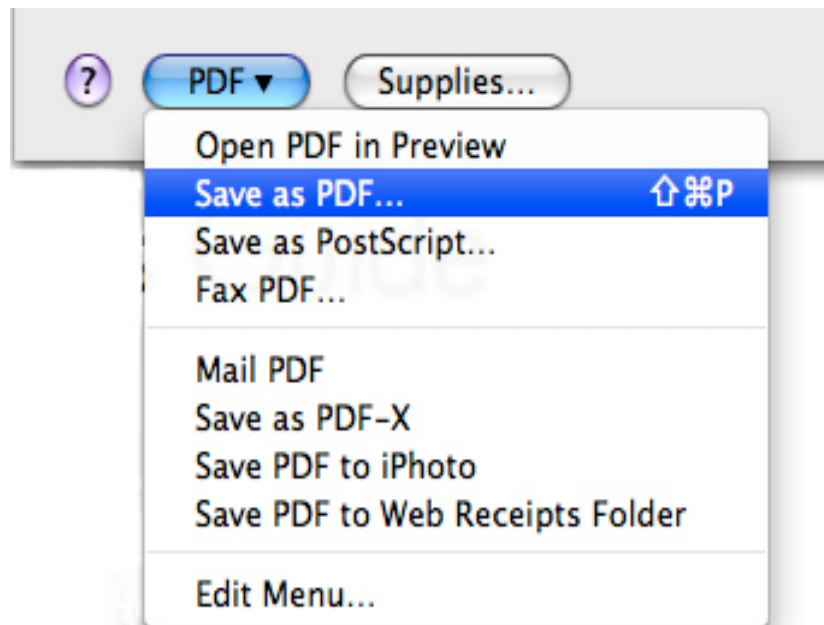 ? PDF ▼ Supplies...
Open PDF in Preview
Save as PDF... ⇧⌘P
Save as PostScript...
Fax PDF...
Mail PDF
Save as PDF-X
Save PDF to iPhoto
Save PDF to Web Receipts Folder
Edit Menu...